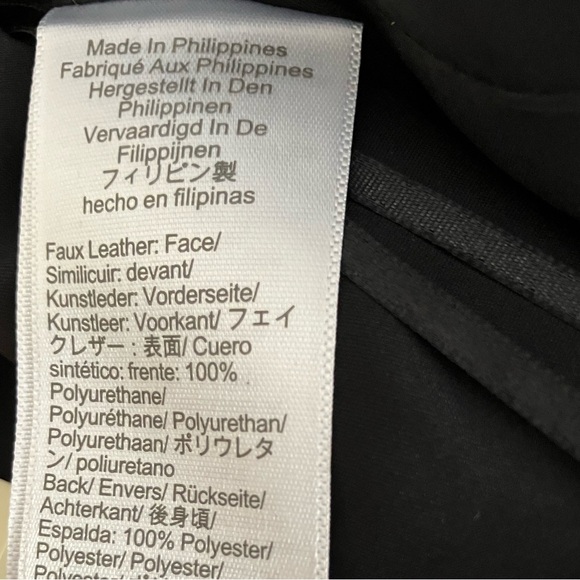 Made In Philippines
Fabriqué Aux Philippines
Hergestellt In Den
Philippinen
Vervaardigd In De
Filippijnen
フィリピン製
hecho en filipinas
Faux Leather: Face/
Similicuir: devant/
Kunstleder: Vorderseite/
Kunstleer: Voorkant/ フェイ
クレザー : 表面/ Cuero
sintético: frente: 100%
Polyurethane/
Polyuréthane/ Polyurethan/
Polyurethaan/ ポリウレタ
ン/ poliuretano
Back/ Envers/ Rückseite/
Achterkant/ 後身頃/
Espalda: 100% Polyester/
Polyester/ Polyester/